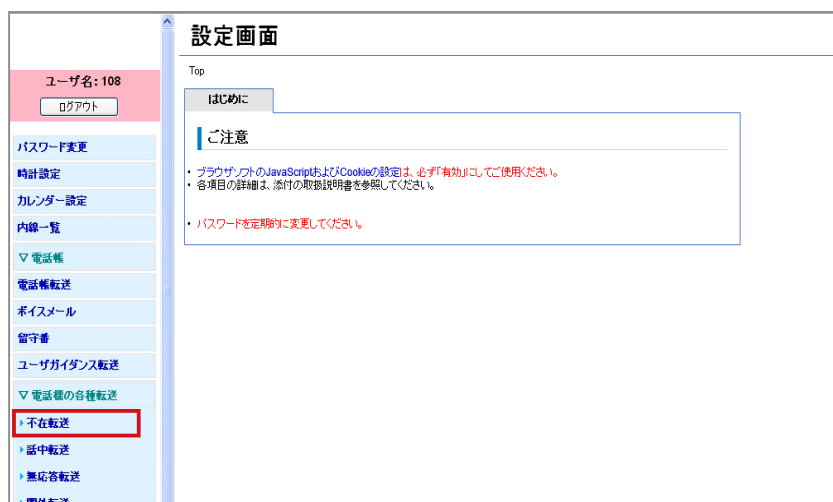 設定画面
ユーザ名: 108
ログアウト
パスワード変更
時計設定
カレンダー設定
内線一覧
▽ 電話帳
電話帳転送
ボイスメール
留守番
ユーザガイダンス転送
▽ 電話機の各種転送
不在転送
話中転送
無応答転送
圏外転送
Top
はじめに
ご注意
・ ブラウザソフトのJavaScriptおよびCookieの設定は、必ず「有効」にしてご使用ください。
・ 各項目の詳細は、添付の取扱説明書を参照してください。
・ パスワードを定期的に変更してください。